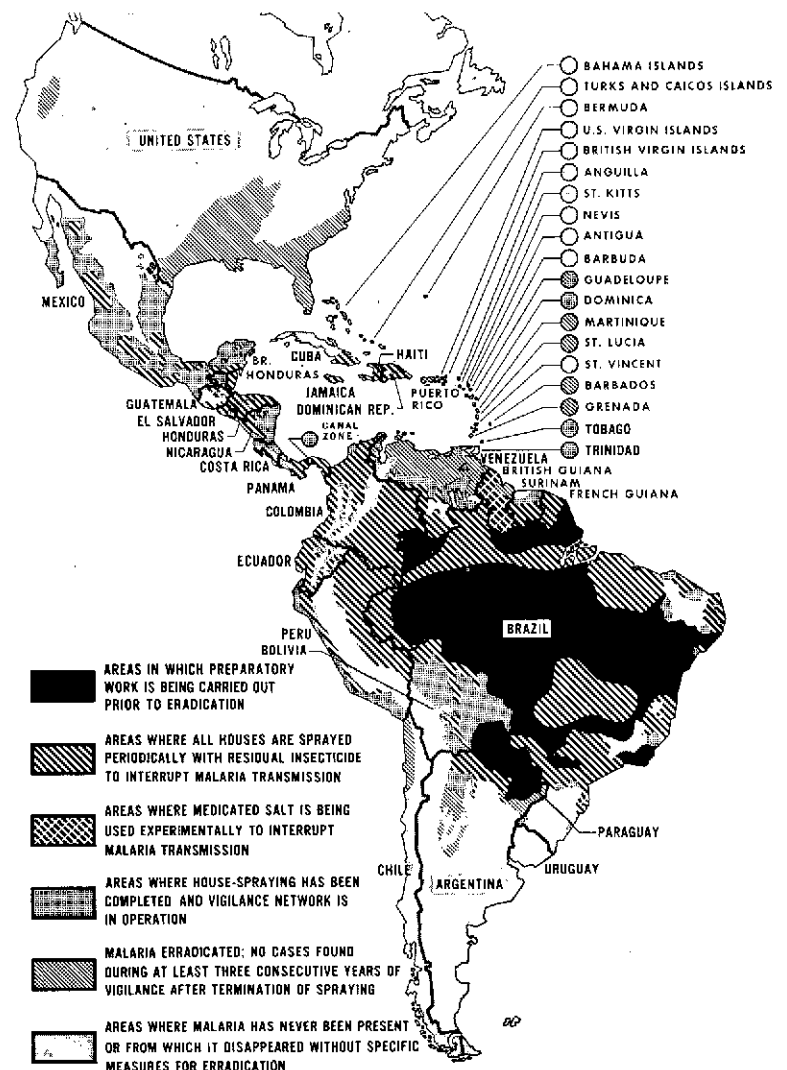 BAHAMA ISLANDS
TURKS AND CAICOS ISLANDS
BERMUDA
U.S. VIRGIN ISLANDS
BRITISH VIRGIN ISLANDS
ANGUILLA
ST. KITTS
NEVIS
ANTIGUA
BARBUDA
GUADELOUPE
DOMINICA
MARTINIQUE
ST. LUCIA
ST. VINCENT
BARBADOS
GRENADA
TOBAGO
TRINIDAD
UNITED STATES
MEXICO
CUBA
HAITI
BR.
HONDURAS
JAMAICA
DOMINICAN REP.
PUERTO
RICO
GUATEMALA
EL SALVADOR
HONDURAS
NICARAGUA
COSTA RICA
PANAMA
CANAL
ZONE
VENEZUELA
BRITISH GUIANA
SURINAM
FRENCH GUIANA
COLOMBIA
ECUADOR
BRAZIL
PERU
BOLIVIA
PARAGUAY
URUGUAY
CHILE
ARGENTINA
AREAS IN WHICH PREPARATORY
WORK IS BEING CARRIED OUT
PRIOR TO ERADICATION
AREAS WHERE ALL HOUSES ARE SPRAYED
PERIODICALLY WITH RESIDUAL INSECTICIDE
TO INTERRUPT MALARIA TRANSMISSION
AREAS WHERE MEDICATED SALT IS BEING
USED EXPERIMENTALLY TO INTERRUPT
MALARIA TRANSMISSION
AREAS WHERE HOUSE-SPRAYING HAS BEEN
COMPLETED AND VIGILANCE NETWORK IS
IN OPERATION
MALARIA ERRADICATED; NO CASES FOUND
DURING AT LEAST THREE CONSECUTIVE YEARS OF
VIGILANCE AFTER TERMINATION OF SPRAYING
AREAS WHERE MALARIA HAS NEVER BEEN PRESENT
OR FROM WHICH IT DISAPPEARED WITHOUT SPECIFIC
MEASURES FOR ERRADICATION